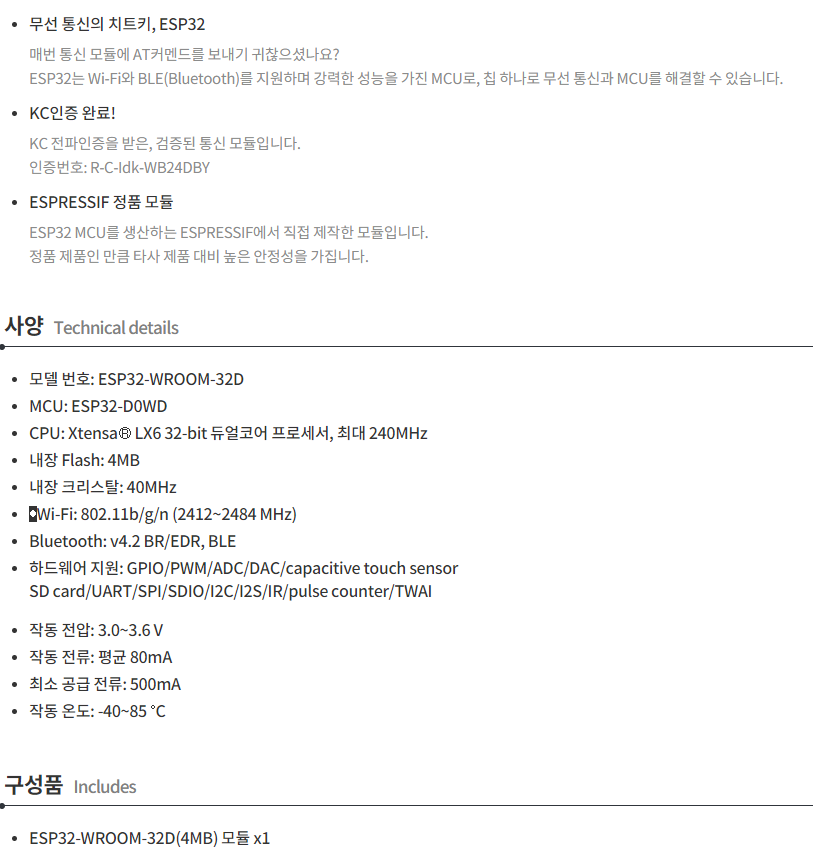 무선 통신의 치트키, ESP32
매번 통신 모듈에 AT커멘드를 보내기 귀찮으셨나요?
ESP32는 Wi-Fi와 BLE(Bluetooth)를 지원하며 강력한 성능을 가진 MCU로, 칩 하나로 무선 통신과 MCU를 해결할 수 있습니다.
KC인증 완료!
KC 전파인증을 받은, 검증된 통신 모듈입니다.
인증번호: R-C-Idk-WB24DBY
ESPRESSIF 정품 모듈
ESP32 MCU를 생산하는 ESPRESSIF에서 직접 제작한 모듈입니다.
정품 제품인 만큼 타사 제품 대비 높은 안정성을 가집니다.
사양 Technical details
모델 번호: ESP32-WROOM-32D
MCU: ESP32-D0WD
CPU: Xtensa® LX6 32-bit 듀얼코어 프로세서, 최대 240MHz
내장 Flash: 4MB
내장 크리스탈: 40MHz
◘Wi-Fi: 802.11b/g/n (2412~2484 MHz)
Bluetooth: v4.2 BR/EDR, BLE
하드웨어 지원: GPIO/PWM/ADC/DAC/capacitive touch sensor
SD card/UART/SPI/SDIO/I2C/I2S/IR/pulse counter/TWAI
작동 전압: 3.0~3.6 V
작동 전류: 평균 80mA
최소 공급 전류: 500mA
작동 온도: -40~85 ℃
구성품 Includes
ESP32-WROOM-32D(4MB) 모듈 x1